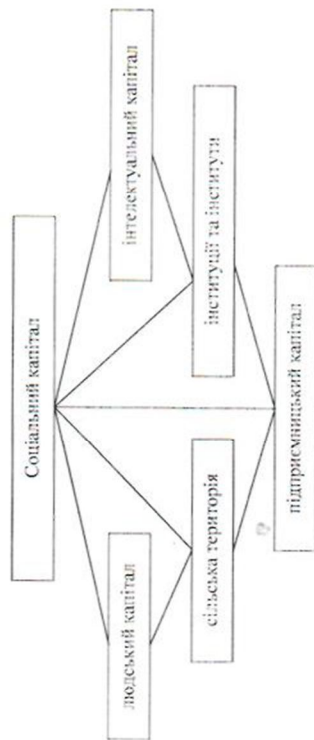 Соціальний капітал
людський капітал
інтелектуальний капітал
сільська територія
інституції та інститути
підприємницький капітал